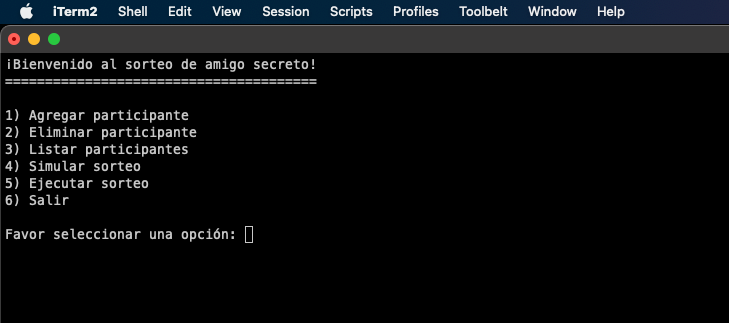 iTerm2 Shell Edit View Session Scripts Profiles Toolbelt Window Help
¡Bienvenido al sorteo de amigo secreto!
=======================================
1) Agregar participante
2) Eliminar participante
3) Listar participantes
4) Simular sorteo
5) Ejecutar sorteo
6) Salir
Favor seleccionar una opción: